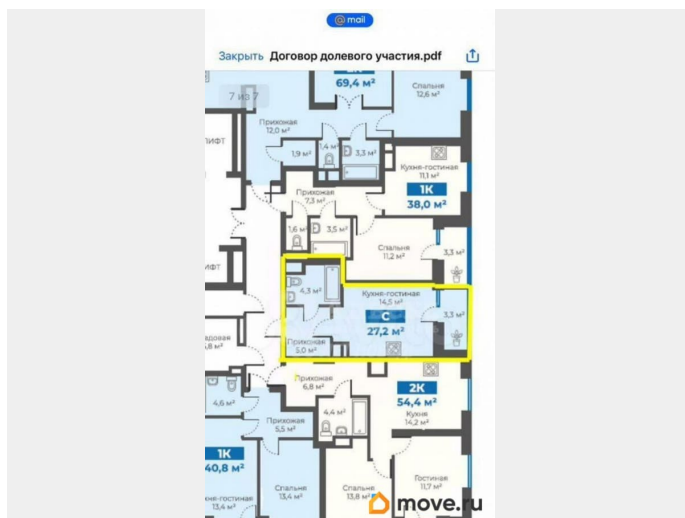 @ mail
Закрыть Договор долевого участия.pdf
7 из 7
69,4 м²
Спальня
12,6 м²
Прихожая
12,0 м²
1,9 м²
1,4 м²
3,3 м²
ЛИФТ
Кухня-гостиная
11,1 м²
1К
38,0 м²
Прихожая
7,3 м²
1,6 м²
3,5 м²
Спальня
11,2 м²
3,3 м²
4,3 м²
Кухня-гостиная
14,5 м²
С
27,2 м²
3,3 м²
Прихожая
5,0 м²
Прихожая
6,8 м²
2К
54,4 м²
Кухня
14,2 м²
4,6 м²
4,4 м²
Прихожая
5,5 м²
1К
40,8 м²
Спальня
13,4 м²
Спальня
13,8 м²
Гостиная
11,7 м²
13,4 м²
move.ru